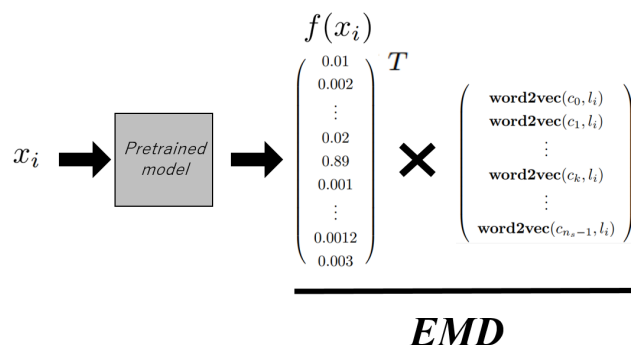 f(x_i)
T
0.01
0.002
⋮
0.02
0.89
0.001
⋮
0.0012
0.003
x_i
Pretrained
model
×
word2vec(c_0, l_i)
word2vec(c_1, l_i)
⋮
word2vec(c_k, l_i)
⋮
word2vec(c_{n_s−1}, l_i)
EMD